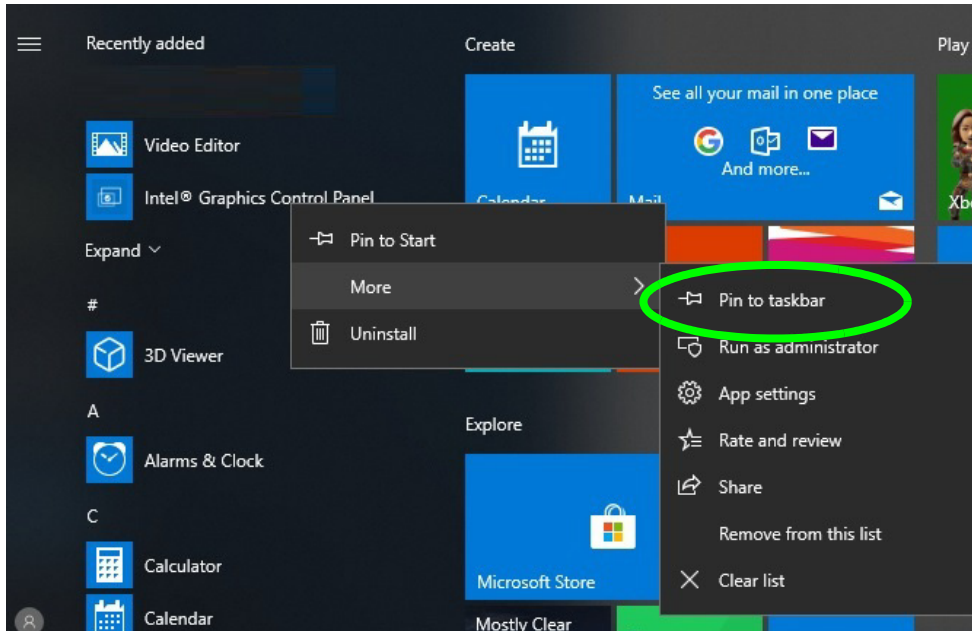 Recently added
Video Editor
Intel® Graphics Control Panel
Expand
#
3D Viewer
A
Alarms & Clock
C
Calculator
Calendar
Create
Calendar
See all your mail in one place
And more...
Mail
Play
Xbo
Pin to Start
More
Uninstall
Pin to taskbar
Run as administrator
App settings
Rate and review
Share
Remove from this list
Clear list
Explore
Microsoft Store
Mostly Clear